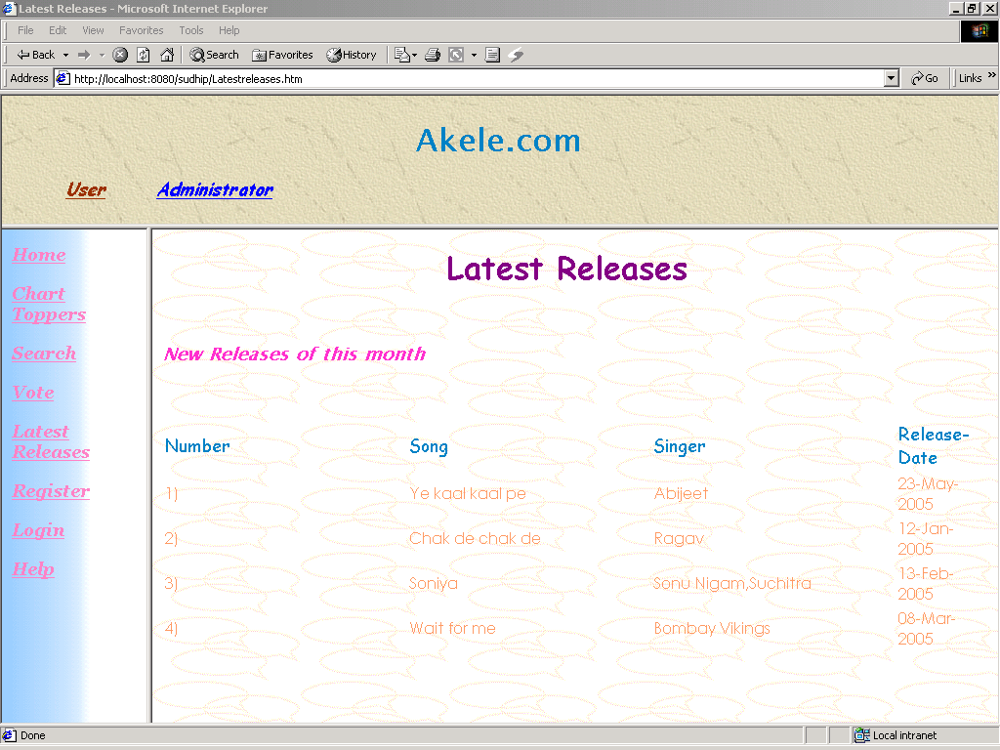 Latest Releases - Microsoft Internet Explorer
File Edit View Favorites Tools Help
Back Search Favorites History
Address http://localhost:8080/sudhip/Latestreleases.htm Go Links »
Akele.com
User Administrator
Home
Chart
Toppers
Search
Vote
Latest
Releases
Register
Login
Help
Latest Releases
New Releases of this month
Number Song Singer Release-
Date
1) Ye kaal kaal pe Abijeet 23-May-
2005
2) Chak de chak de Ragav 12-Jan-
2005
3) Soniya Sonu Nigam,Suchitra 13-Feb-
2005
4) Wait for me Bombay Vikings 08-Mar-
2005
Done Local intranet